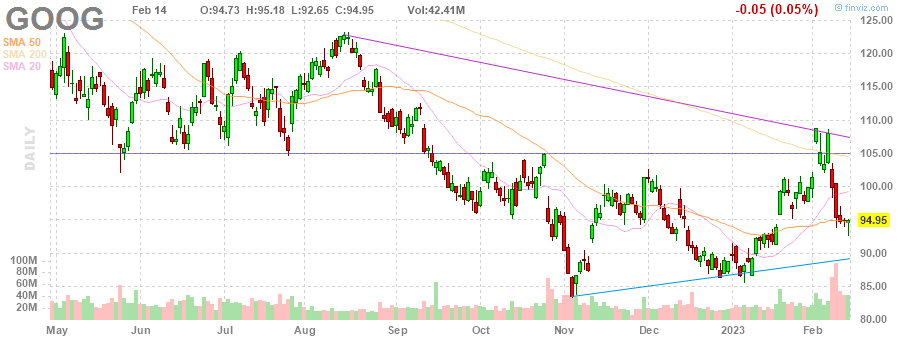 GOOG
Feb 14 O:94.73 H:95.18 L:92.65 C:94.95 Vol:42.41M
-0.05 (0.05%)
© finviz.com
SMA 50
SMA 200
SMA 20
DAILY
125.00
120.00
115.00
110.00
105.00
100.00
94.95
90.00
85.00
80.00
100M
80M
60M
40M
20M
May Jun Jul Aug Sep Oct Nov Dec 2023 Feb